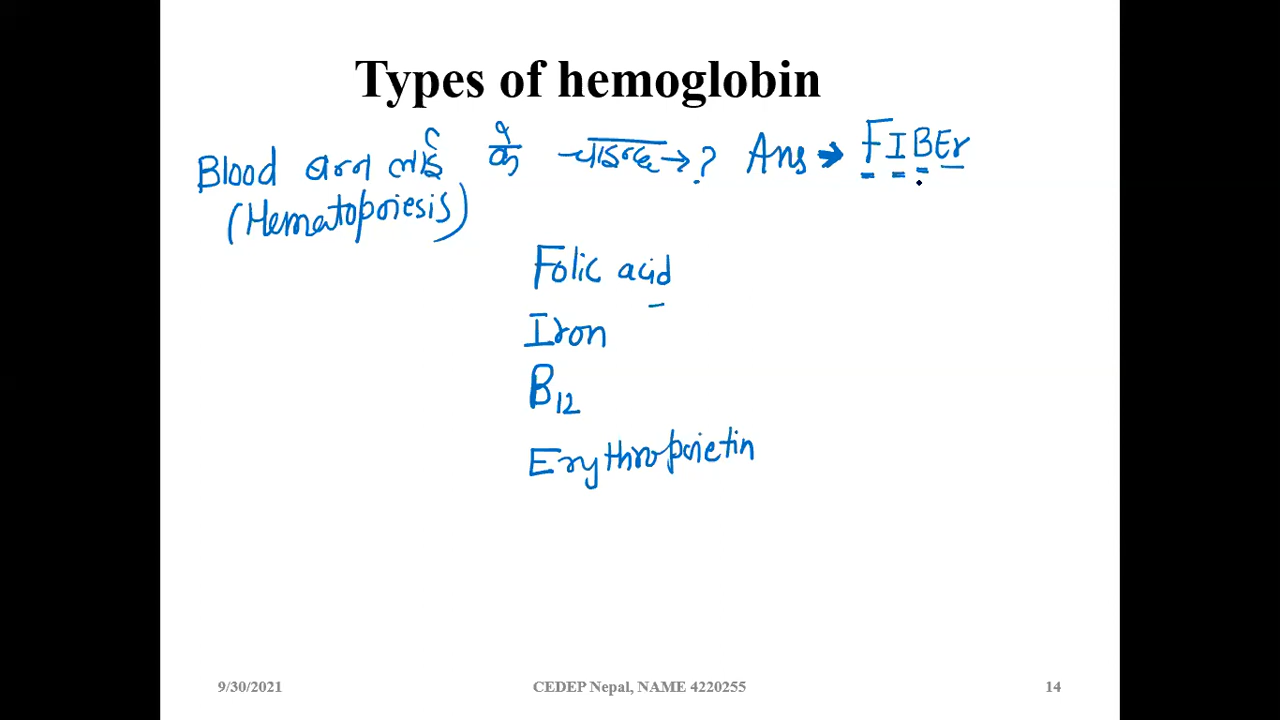 Types of hemoglobin
Blood बन्न लाई के चाहिन्छ → ? Ans → FIBEr
(Hematopoiesis)
Folic acid
Iron
B12
Erythropoietin
9/30/2021 CEDEP Nepal, NAME 4220255 14